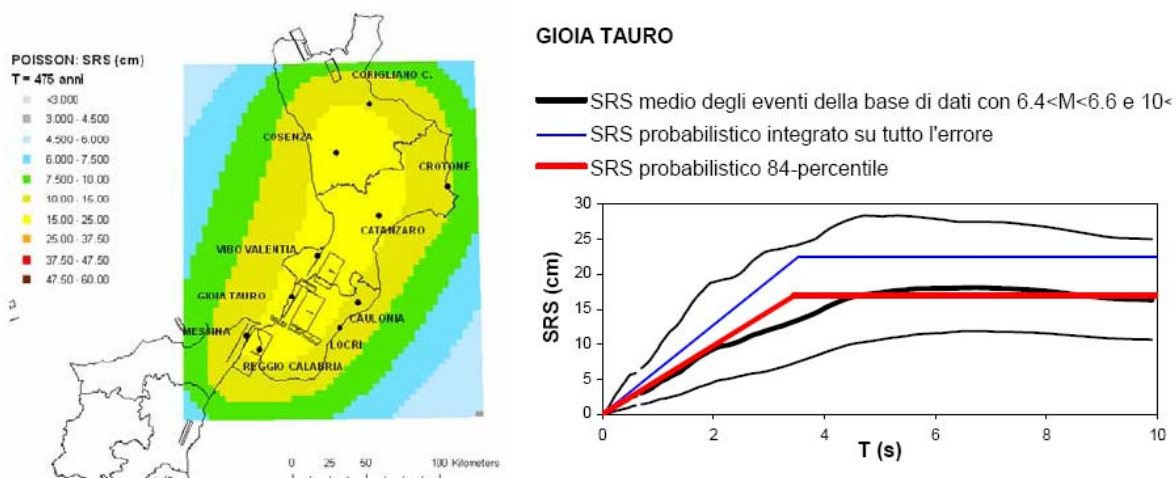 POISSON: SRS (cm)
T = 475 anni
<3.000
3.000 - 4.500
4.500 - 6.000
6.000 - 7.500
7.500 - 10.00
10.00 - 15.00
15.00 - 25.00
25.00 - 37.50
37.50 - 47.50
47.50 - 60.00
CORIGLIANO C.
COSENZA
CROTONE
CATANZARO
VIBO VALENTIA
GIOIA TAURO
CAULONIA
MESSINA
LOCRI
REGGIO CALABRIA
0 25 50 100 Kilometers
GIOIA TAURO
SRS medio degli eventi della base di dati con 6.4<M<6.6 e 10<
SRS probabilistico integrato su tutto l'errore
SRS probabilistico 84-percentile
30
25
20
15
10
5
0
SRS (cm)
0 2 4 6 8 10
T (s)